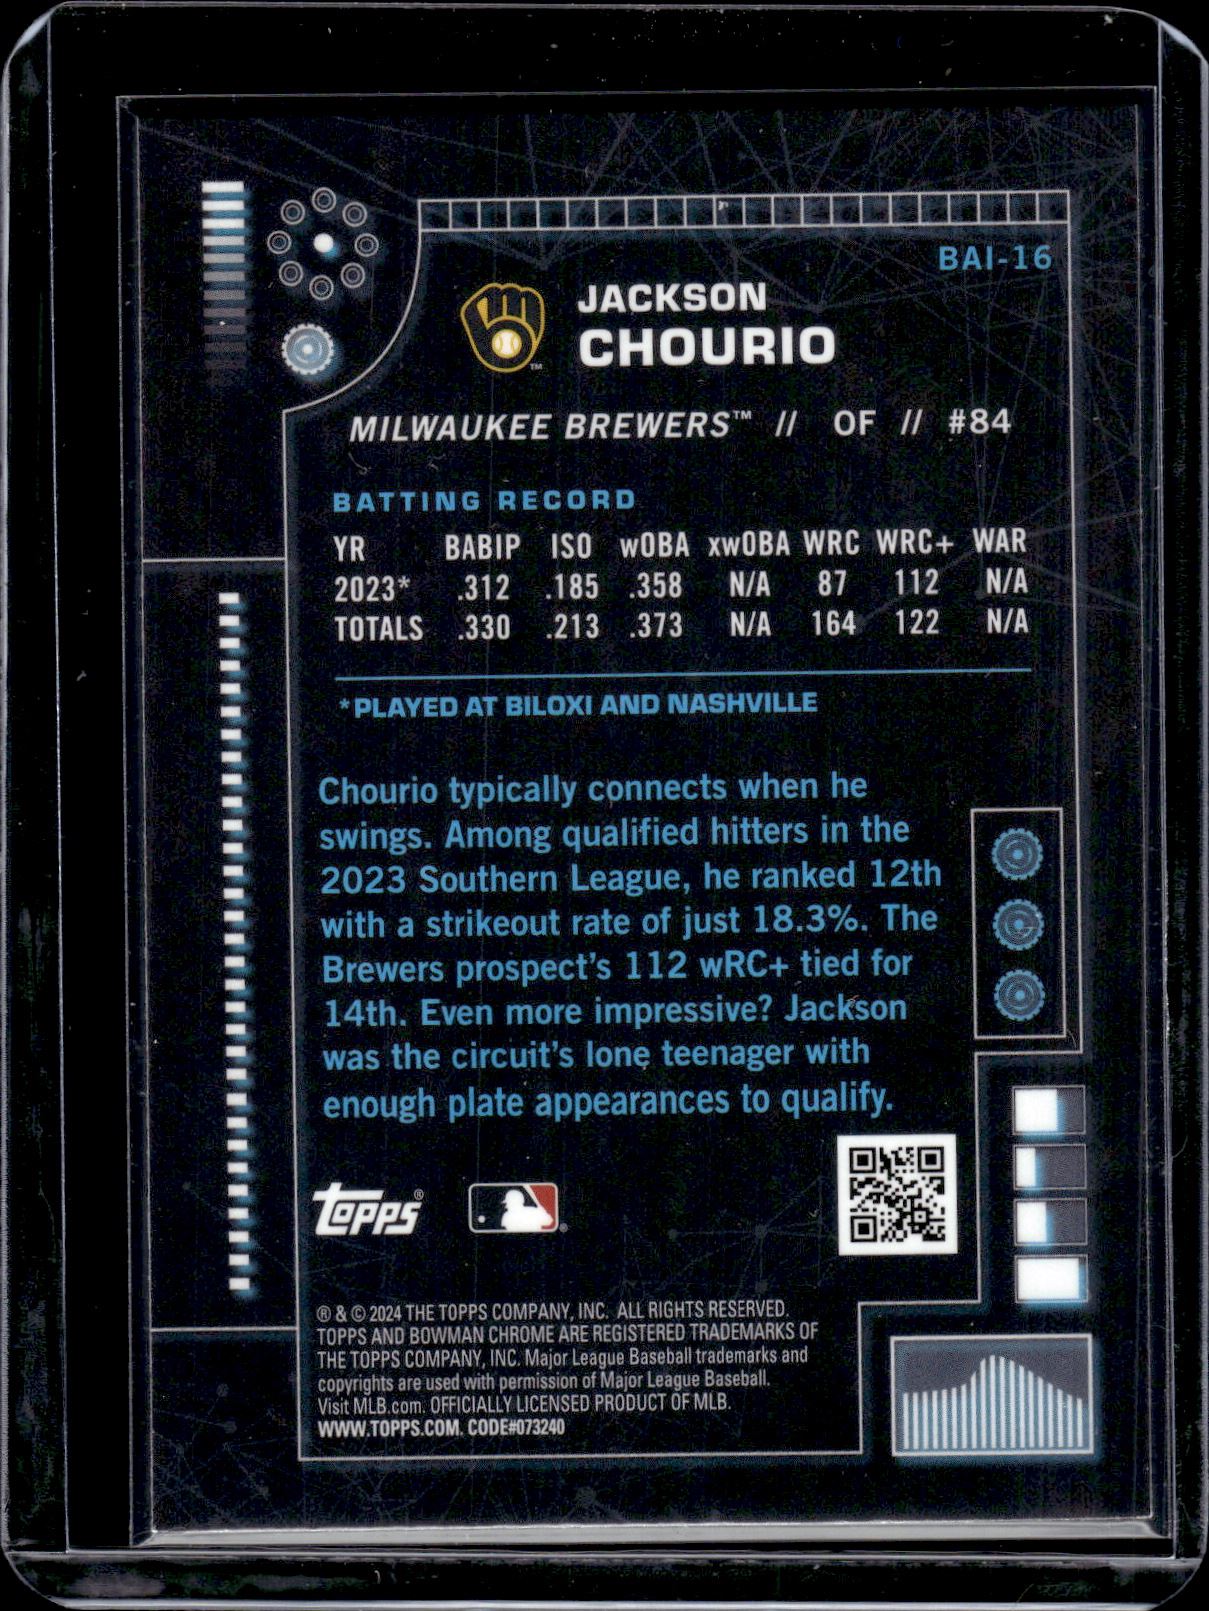 BAI-16
JACKSON
CHOURIO
™
MILWAUKEE BREWERS™ // OF // #84
BATTING RECORD
YR BABIP ISO wOBA xwOBA WRC WRC+ WAR
2023* .312 .185 .358 N/A 87 112 N/A
TOTALS .330 .213 .373 N/A 164 122 N/A
*PLAYED AT BILOXI AND NASHVILLE
Chourio typically connects when he
swings. Among qualified hitters in the
2023 Southern League, he ranked 12th
with a strikeout rate of just 18.3%. The
Brewers prospect's 112 wRC+ tied for
14th. Even more impressive? Jackson
was the circuit's lone teenager with
enough plate appearances to qualify.
Topps®
® & © 2024 THE TOPPS COMPANY, INC. ALL RIGHTS RESERVED.
TOPPS AND BOWMAN CHROME ARE REGISTERED TRADEMARKS OF
THE TOPPS COMPANY, INC. Major League Baseball trademarks and
copyrights are used with permission of Major League Baseball.
Visit MLB.com. OFFICIALLY LICENSED PRODUCT OF MLB.
WWW.TOPPS.COM. CODE#073240